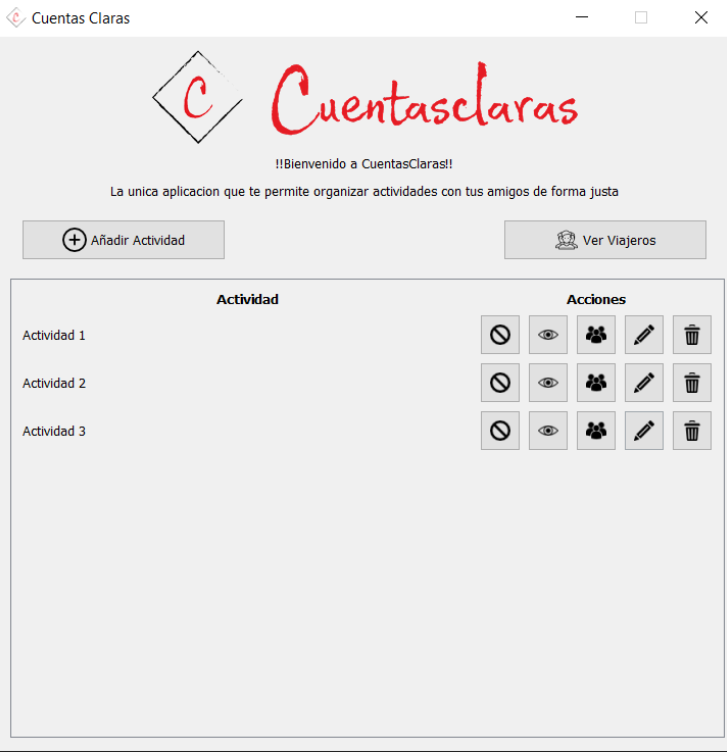 Cuentas Claras
C Cuentasclaras
!!Bienvenido a CuentasClaras!!
La unica aplicacion que te permite organizar actividades con tus amigos de forma justa
Añadir Actividad
Ver Viajeros
Actividad Acciones
Actividad 1
Actividad 2
Actividad 3